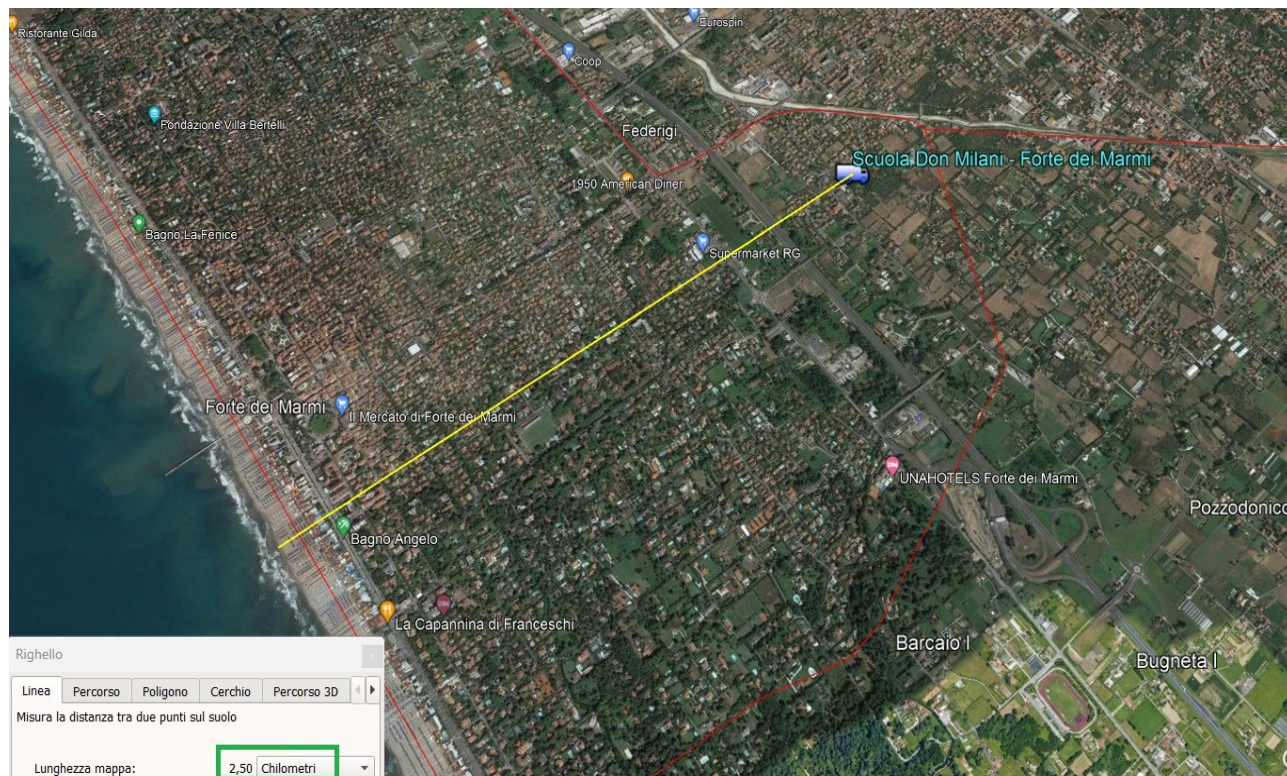 Ristorante Gilda
Eurospin
Coop
Fondazione Villa Bertelli
Federigi
Scuola Don Milani - Forte dei Marmi
1950 American Diner
Bagno La Fenice
Supermarket RG
Forte dei Marmi
Il Mercato di Forte dei Marmi
UNAHOTELS Forte dei Marmi
Pozzodonico
Bagno Angelo
La Capannina di Franceschi
Barcaio I
Bugneta I
Righello
Linea Percorso Poligono Cerchio Percorso 3D
Misura la distanza tra due punti sul suolo
Lunghezza mappa: 2,50 Chilometri